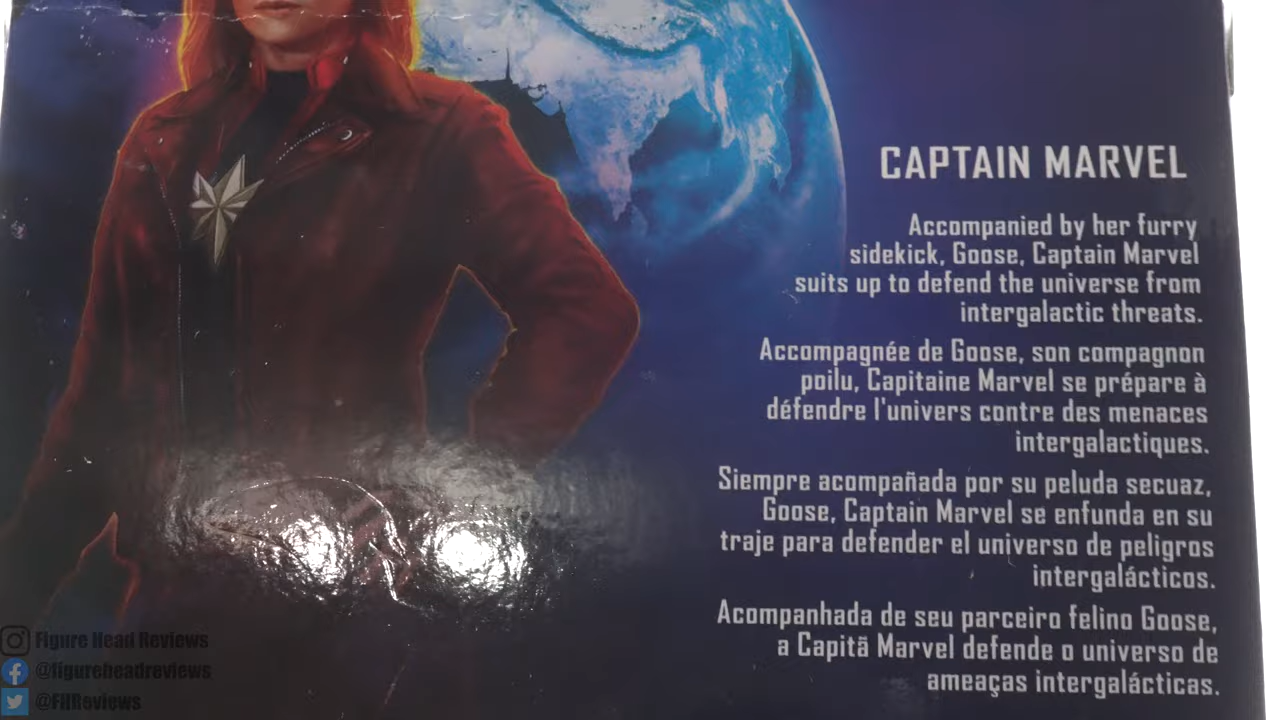 CAPTAIN MARVEL
Accompanied by her furry
sidekick, Goose, Captain Marvel
suits up to defend the universe from
intergalactic threats.
Accompagnée de Goose, son compagnon
poilu, Capitaine Marvel se prépare à
défendre l'univers contre des menaces
intergalactiques.
Siempre acompañada por su peluda secuaz,
Goose, Captain Marvel se enfunda en su
traje para defender el universo de peligros
intergalácticos.
Acompanhada de seu parceiro felino Goose,
a Capitã Marvel defende o universo de
ameaças intergalácticas.
Figure Head Reviews
@figureheadreviews
@FHReviews